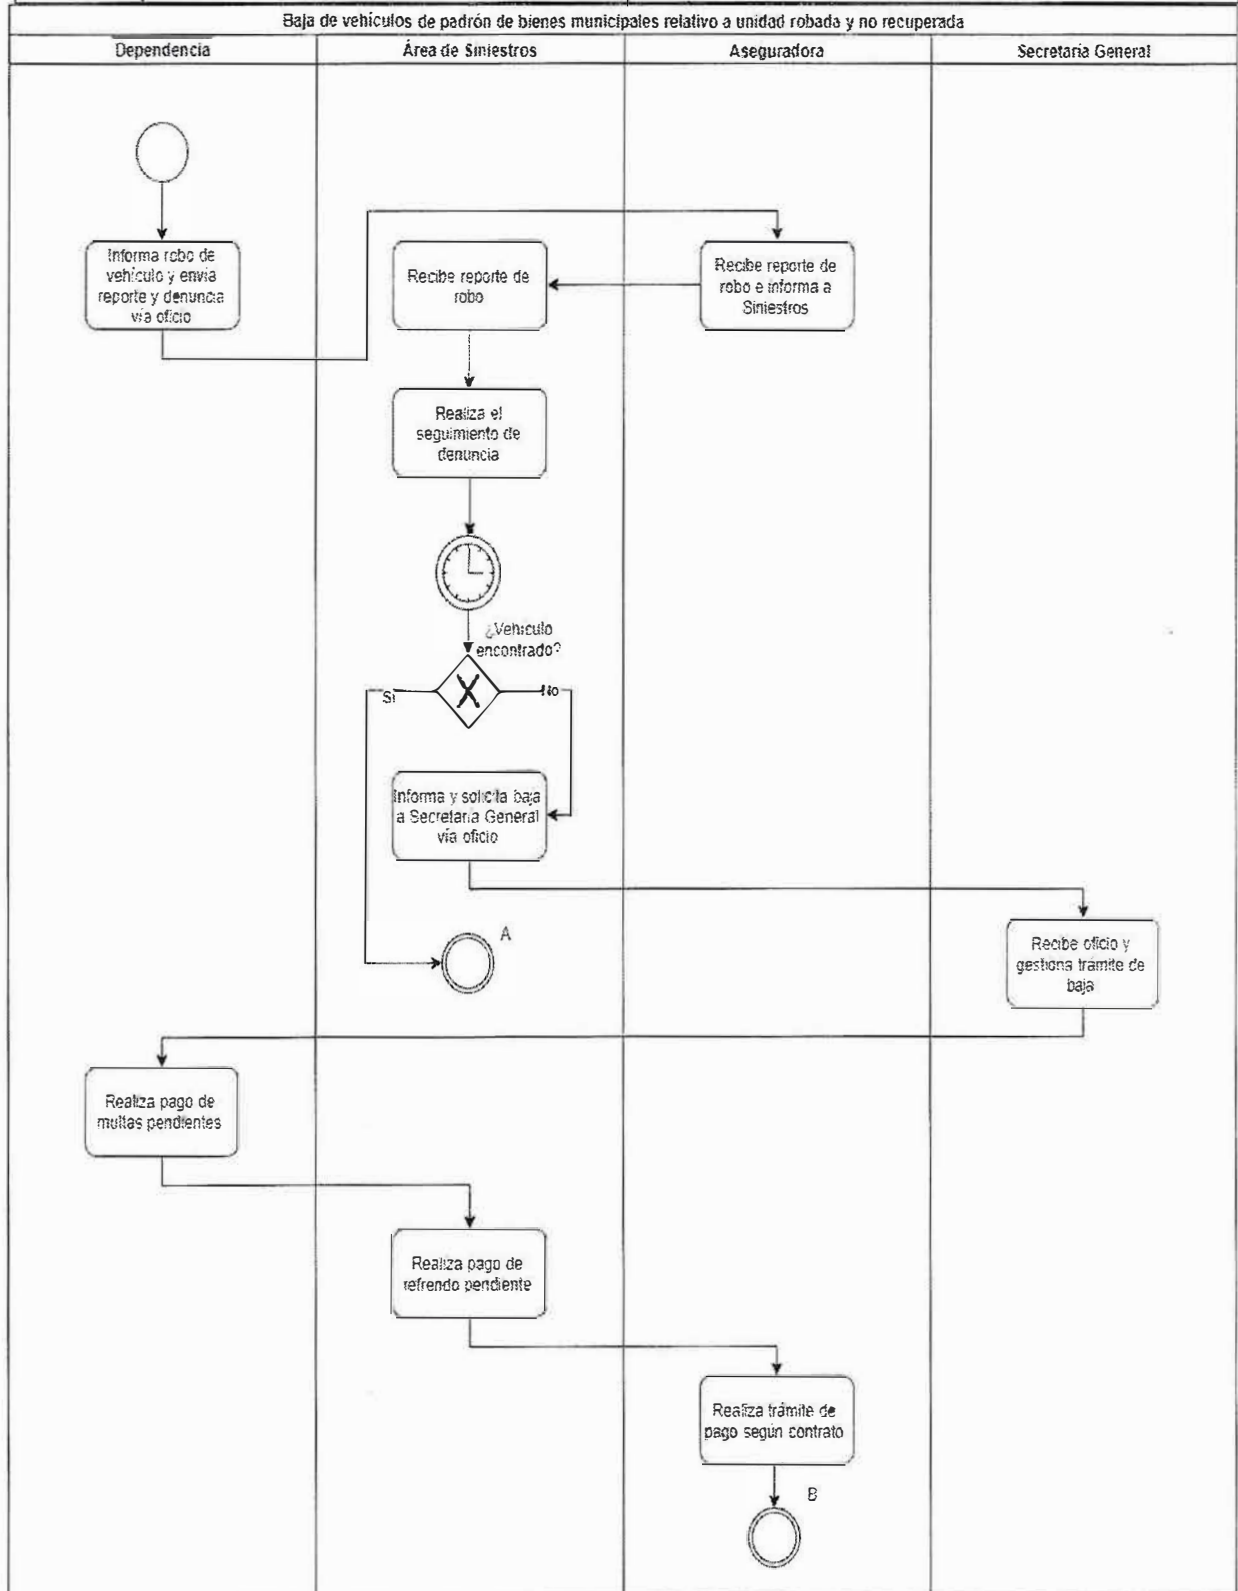 Baja de vehículos de padrón de bienes municipales relativo a unidad robada y no recuperada
Dependencia
Área de Siniestros
Aseguradora
Secretaría General
Informa robo de
vehículo y envía
reporte y denuncia
vía oficio
Recibe reporte de
robo
Recibe reporte de
robo e informa a
Siniestros
Realiza el
seguimiento de
denuncia
¿Vehículo
encontrado?
Sí
No
Informa y solicita baja
a Secretaría General
vía oficio
A
Recibe oficio y
gestiona trámite de
baja
Realiza pago de
multas pendientes
Realiza pago de
refrendo pendiente
Realiza trámite de
pago según contrato
B